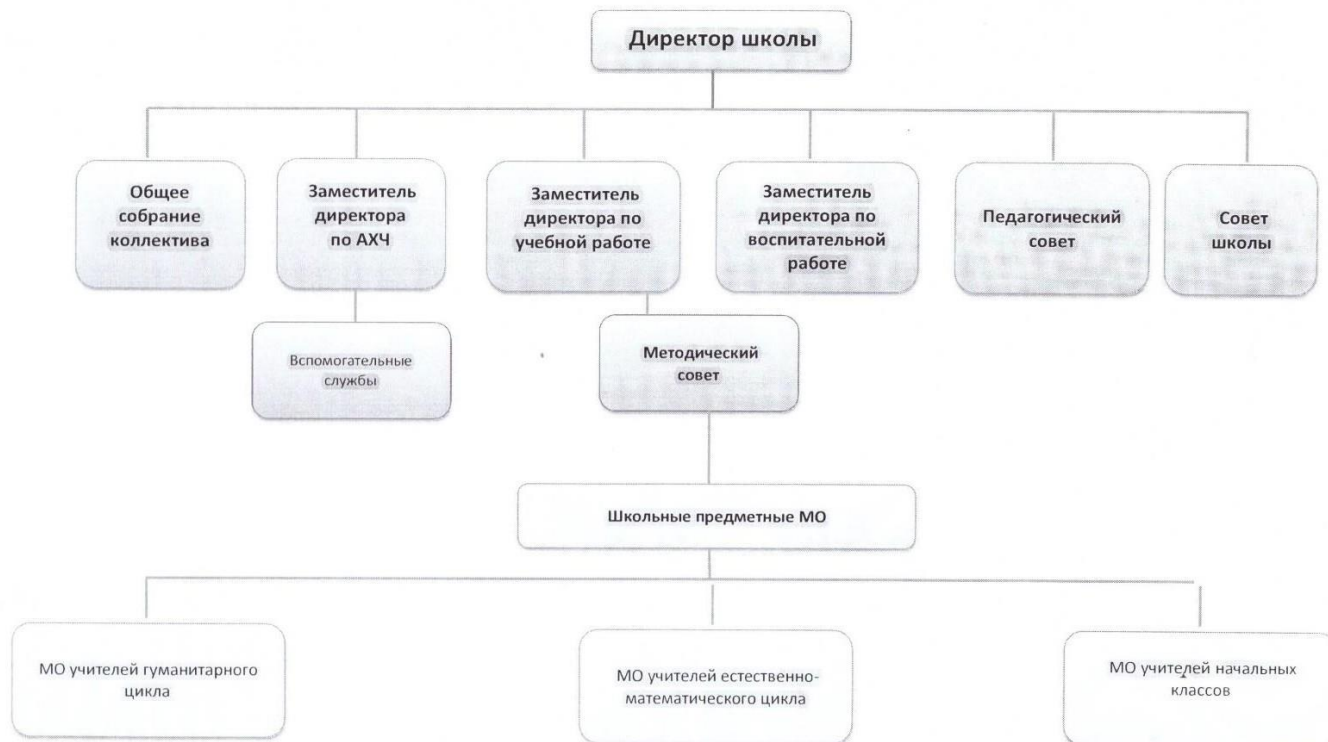 Директор школы
Общее
собрание
коллектива
Заместитель
директора
по АХЧ
Заместитель
директора по
учебной работе
Заместитель
директора по
воспитательной
работе
Педагогический
совет
Совет
школы
Вспомогательные
службы
Методический
совет
Школьные предметные МО
МО учителей гуманитарного
цикла
МО учителей естественно-
математического цикла
МО учителей начальных
классов